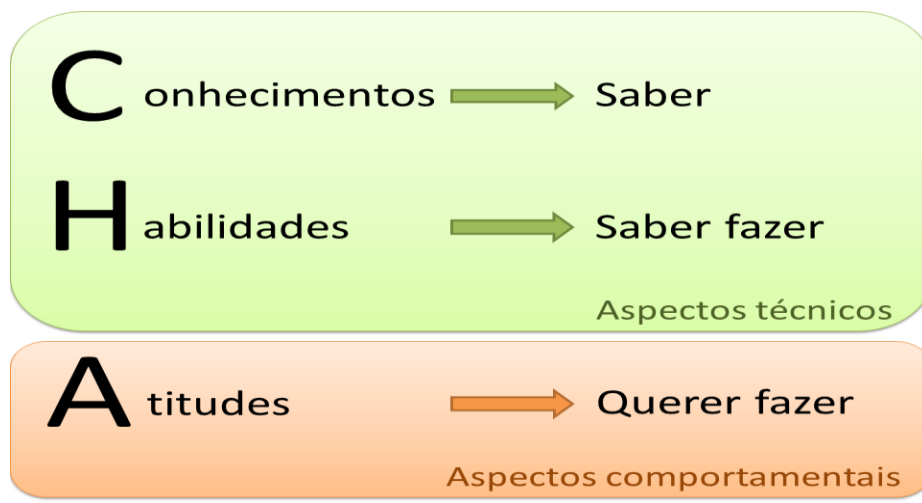 Conhecimentos Saber
Habilidades Saber fazer
Aspectos técnicos
Atitudes Querer fazer
Aspectos comportamentais